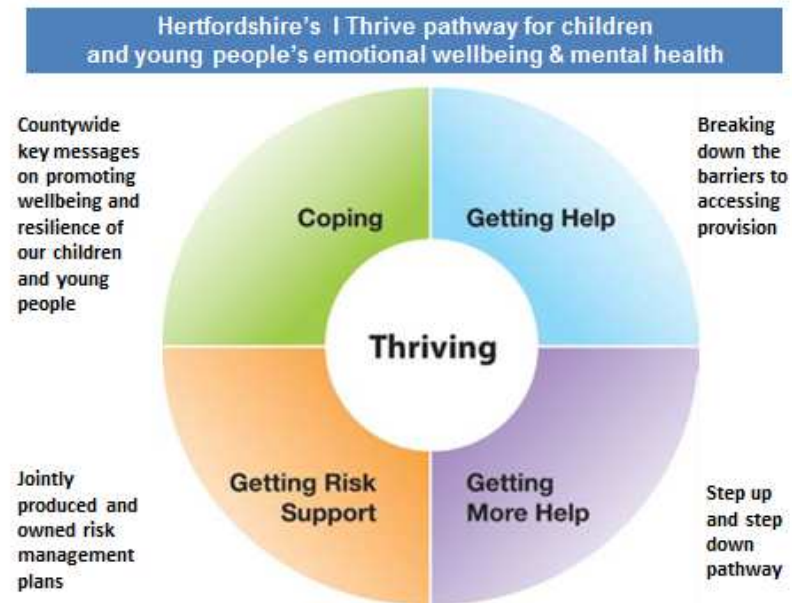 Hertfordshire's I Thrive pathway for children
and young people's emotional wellbeing & mental health
Countywide
key messages
on promoting
wellbeing and
resilience of
our children
and young
people
Coping
Getting Help
Breaking
down the
barriers to
accessing
provision
Thriving
Jointly
produced and
owned risk
management
plans
Getting Risk
Support
Getting
More Help
Step up
and step
down
pathway